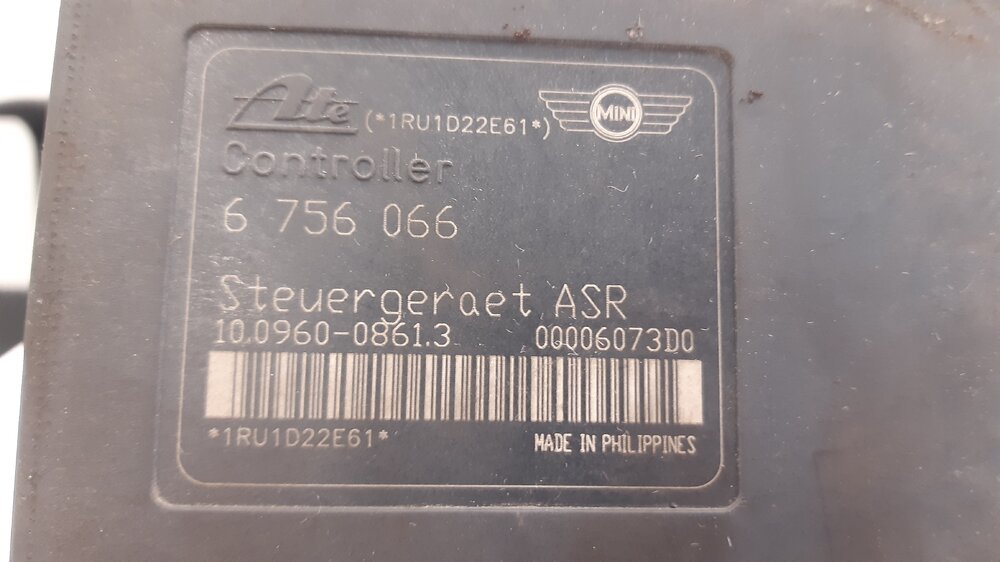 Ate (*1RU1D22E61*) MINI
Controller
6 756 066
Steuergeraet ASR
10.0960-0861.3 00006073D0
*1RU1D22E61* MADE IN PHILIPPINES